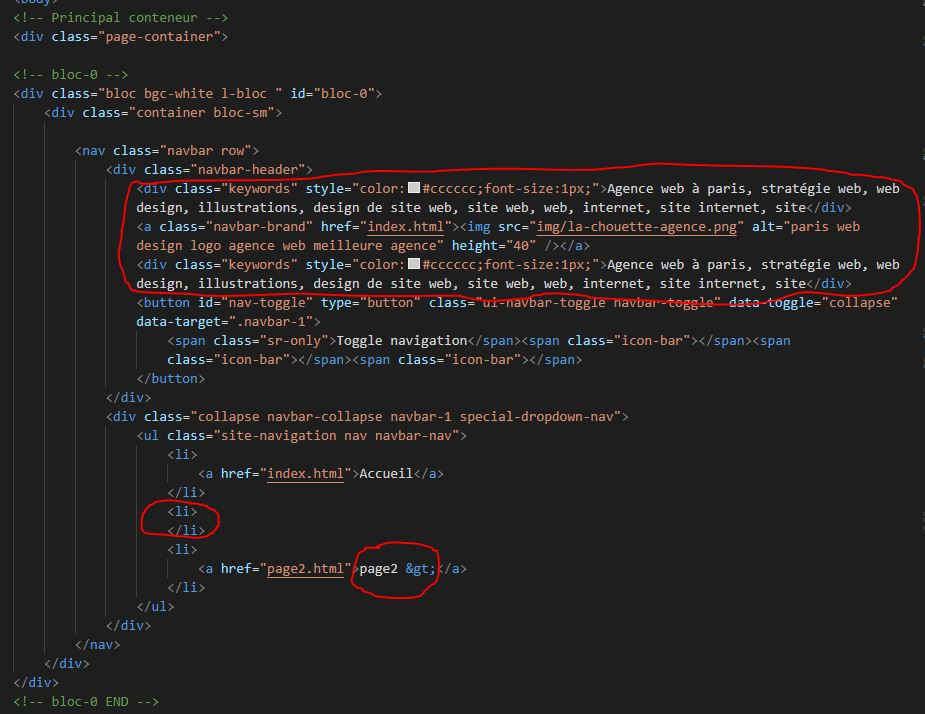 <body>
<!-- Principal conteneur -->
<div class="page-container">
<!-- bloc-0 -->
<div class="bloc bgc-white l-bloc " id="bloc-0">
<div class="container bloc-sm">
<nav class="navbar row">
<div class="navbar-header">
<div class="keywords" style="color:#cccccc;font-size:1px;">Agence web à paris, stratégie web, web
design, illustrations, design de site web, site web, web, internet, site internet, site</div>
<a class="navbar-brand" href="index.html"><img src="img/la-chouette-agence.png" alt="paris web
design logo agence web meilleure agence" height="40" /></a>
<div class="keywords" style="color:#cccccc;font-size:1px;">Agence web à paris, stratégie web, web
design, illustrations, design de site web, site web, web, internet, site internet, site</div>
<button id="nav-toggle" type="button" class="ui-navbar-toggle navbar-toggle" data-toggle="collapse"
data-target=".navbar-1">
<span class="sr-only">Toggle navigation</span><span class="icon-bar"></span><span
class="icon-bar"></span><span class="icon-bar"></span>
</button>
</div>
<div class="collapse navbar-collapse navbar-1 special-dropdown-nav">
<ul class="site-navigation nav navbar-nav">
<li>
<a href="index.html">Accueil</a>
</li>
<li>
</li>
<li>
<a href="page2.html">page2 &gt;</a>
</li>
</ul>
</div>
</nav>
</div>
</div>
<!-- bloc-0 END -->